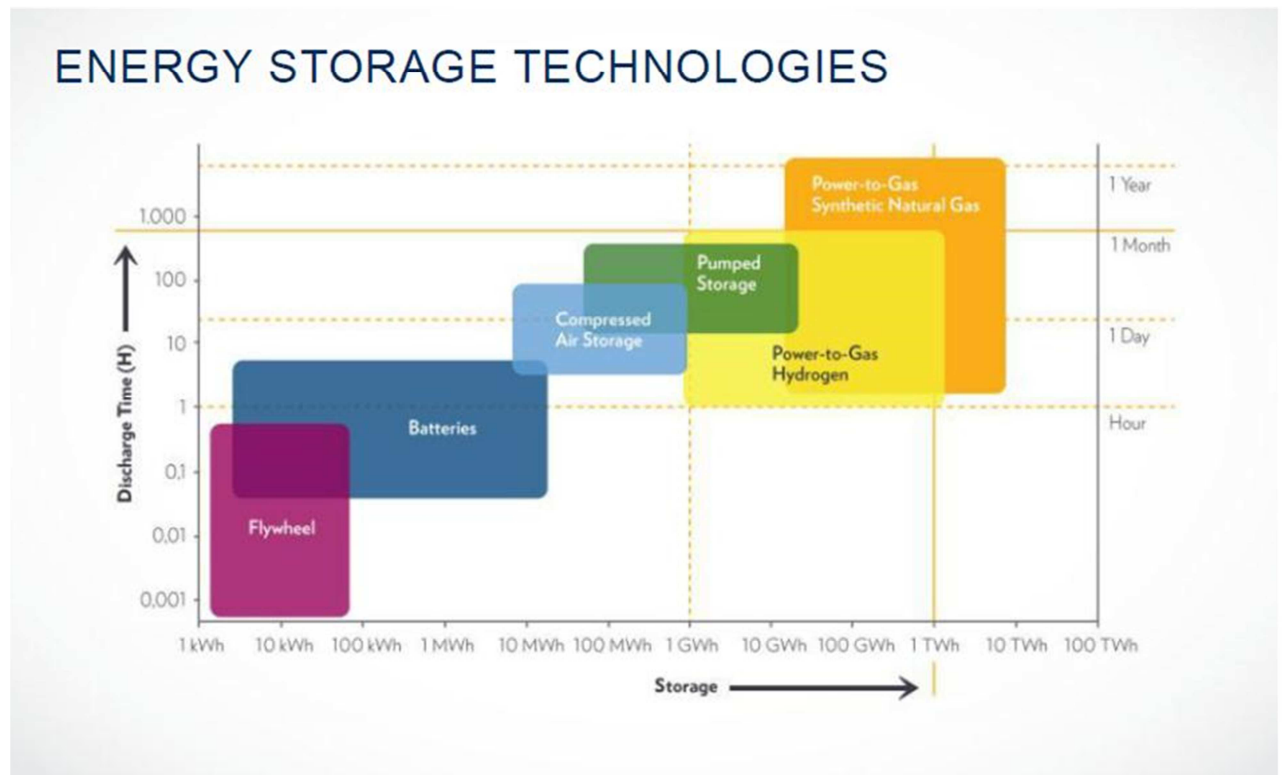 ENERGY STORAGE TECHNOLOGIES
Power-to-Gas
Synthetic Natural Gas
1 Year
1.000
1 Month
Pumped
Storage
100
Compressed
Air Storage
1 Day
10
Power-to-Gas
Hydrogen
1
Hour
Batteries
Discharge Time (H)
0,1
Flywheel
0,01
0,001
1 kWh 10 kWh 100 kWh 1 MWh 10 MWh 100 MWh 1 GWh 10 GWh 100 GWh 1 TWh 10 TWh 100 TWh
Storage